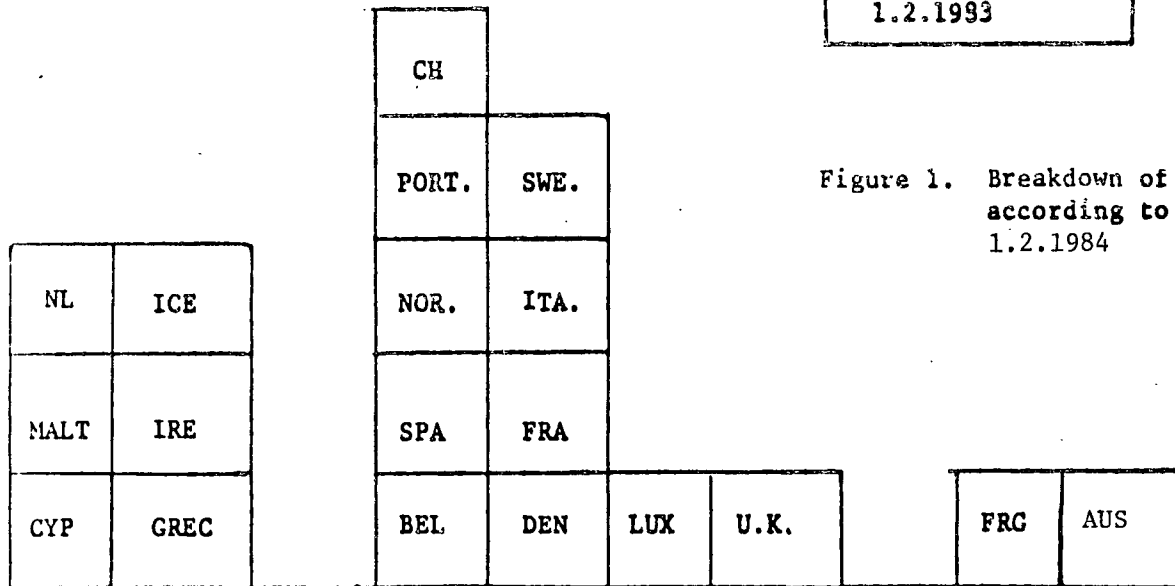 1.2.1983
CH
Figure 1. Breakdown of
according to
1.2.1984
PORT. SWE.
NL ICE NOR. ITA.
MALT IRE SPA FRA
CYP GREC BEL DEN LUX U.K. FRG AUS